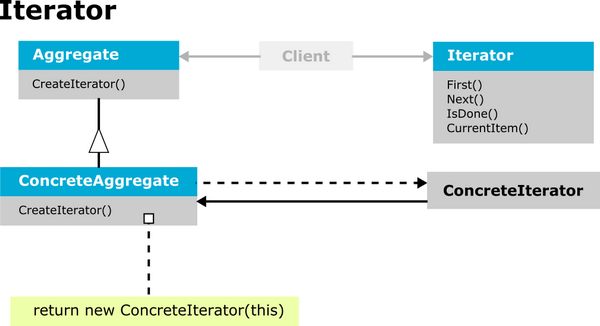 Iterator
Aggregate
CreateIterator()
Client
Iterator
First()
Next()
IsDone()
CurrentItem()
ConcreteAggregate
CreateIterator()
ConcreteIterator
return new ConcreteIterator(this)